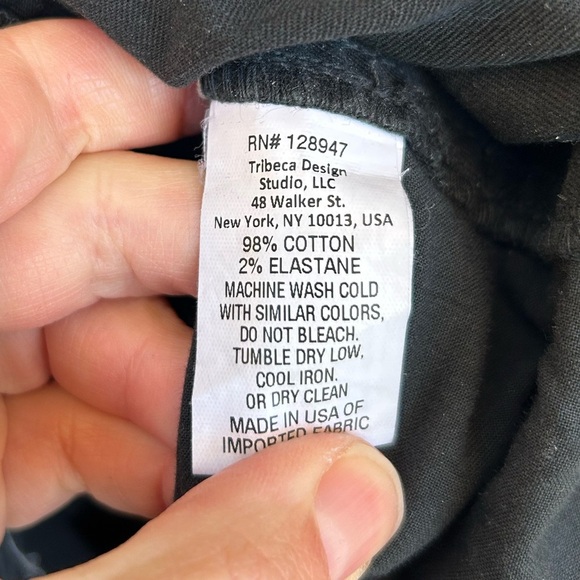 RN# 128947
Tribeca Design
Studio, LLC
48 Walker St.
New York, NY 10013, USA
98% COTTON
2% ELASTANE
MACHINE WASH COLD
WITH SIMILAR COLORS,
DO NOT BLEACH.
TUMBLE DRY LOW,
COOL IRON.
OR DRY CLEAN
MADE IN USA OF
IMPORTED FABRIC